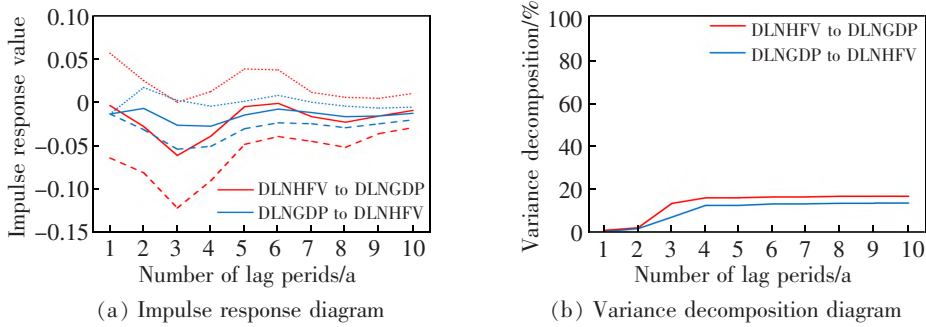 0.10
0.05
0
−0.05
−0.10
−0.15
Impulse response value
DLNHFV to DLNGDP
DLNGDP to DLNHFV
1 2 3 4 5 6 7 8 9 10
Number of lag perids/a
(a) Impulse response diagram
100
80
60
40
20
0
Variance decomposition/%
DLNHFV to DLNGDP
DLNGDP to DLNHFV
1 2 3 4 5 6 7 8 9 10
Number of lag perids/a
(b) Variance decomposition diagram